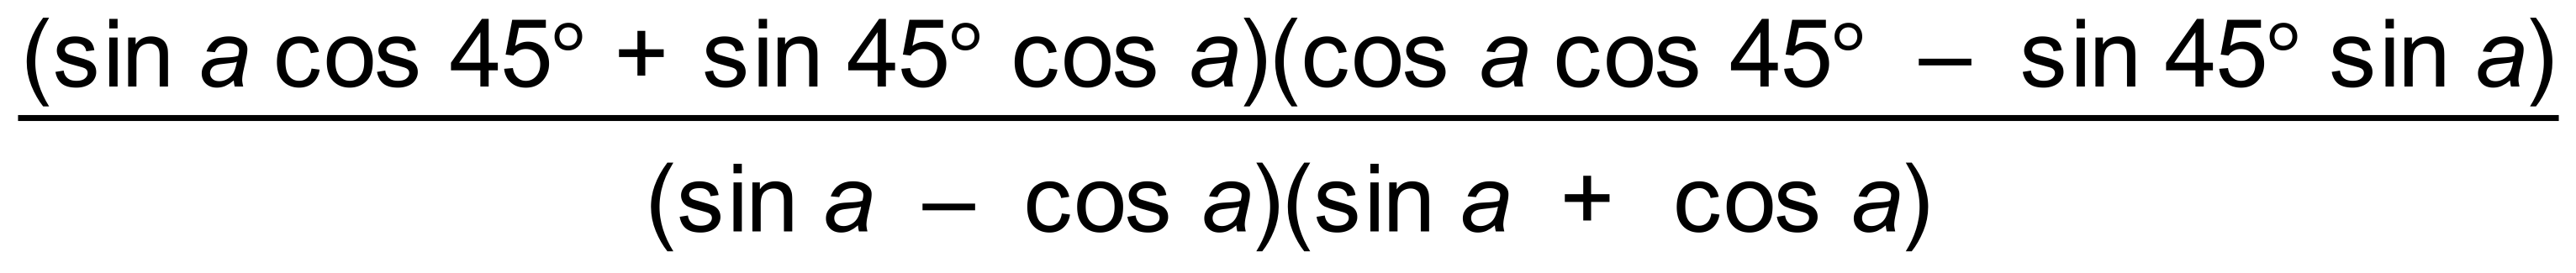 (sin a cos 45° + sin 45° cos a)(cos a cos 45° – sin 45° sin a)
(sin a – cos a)(sin a + cos a)